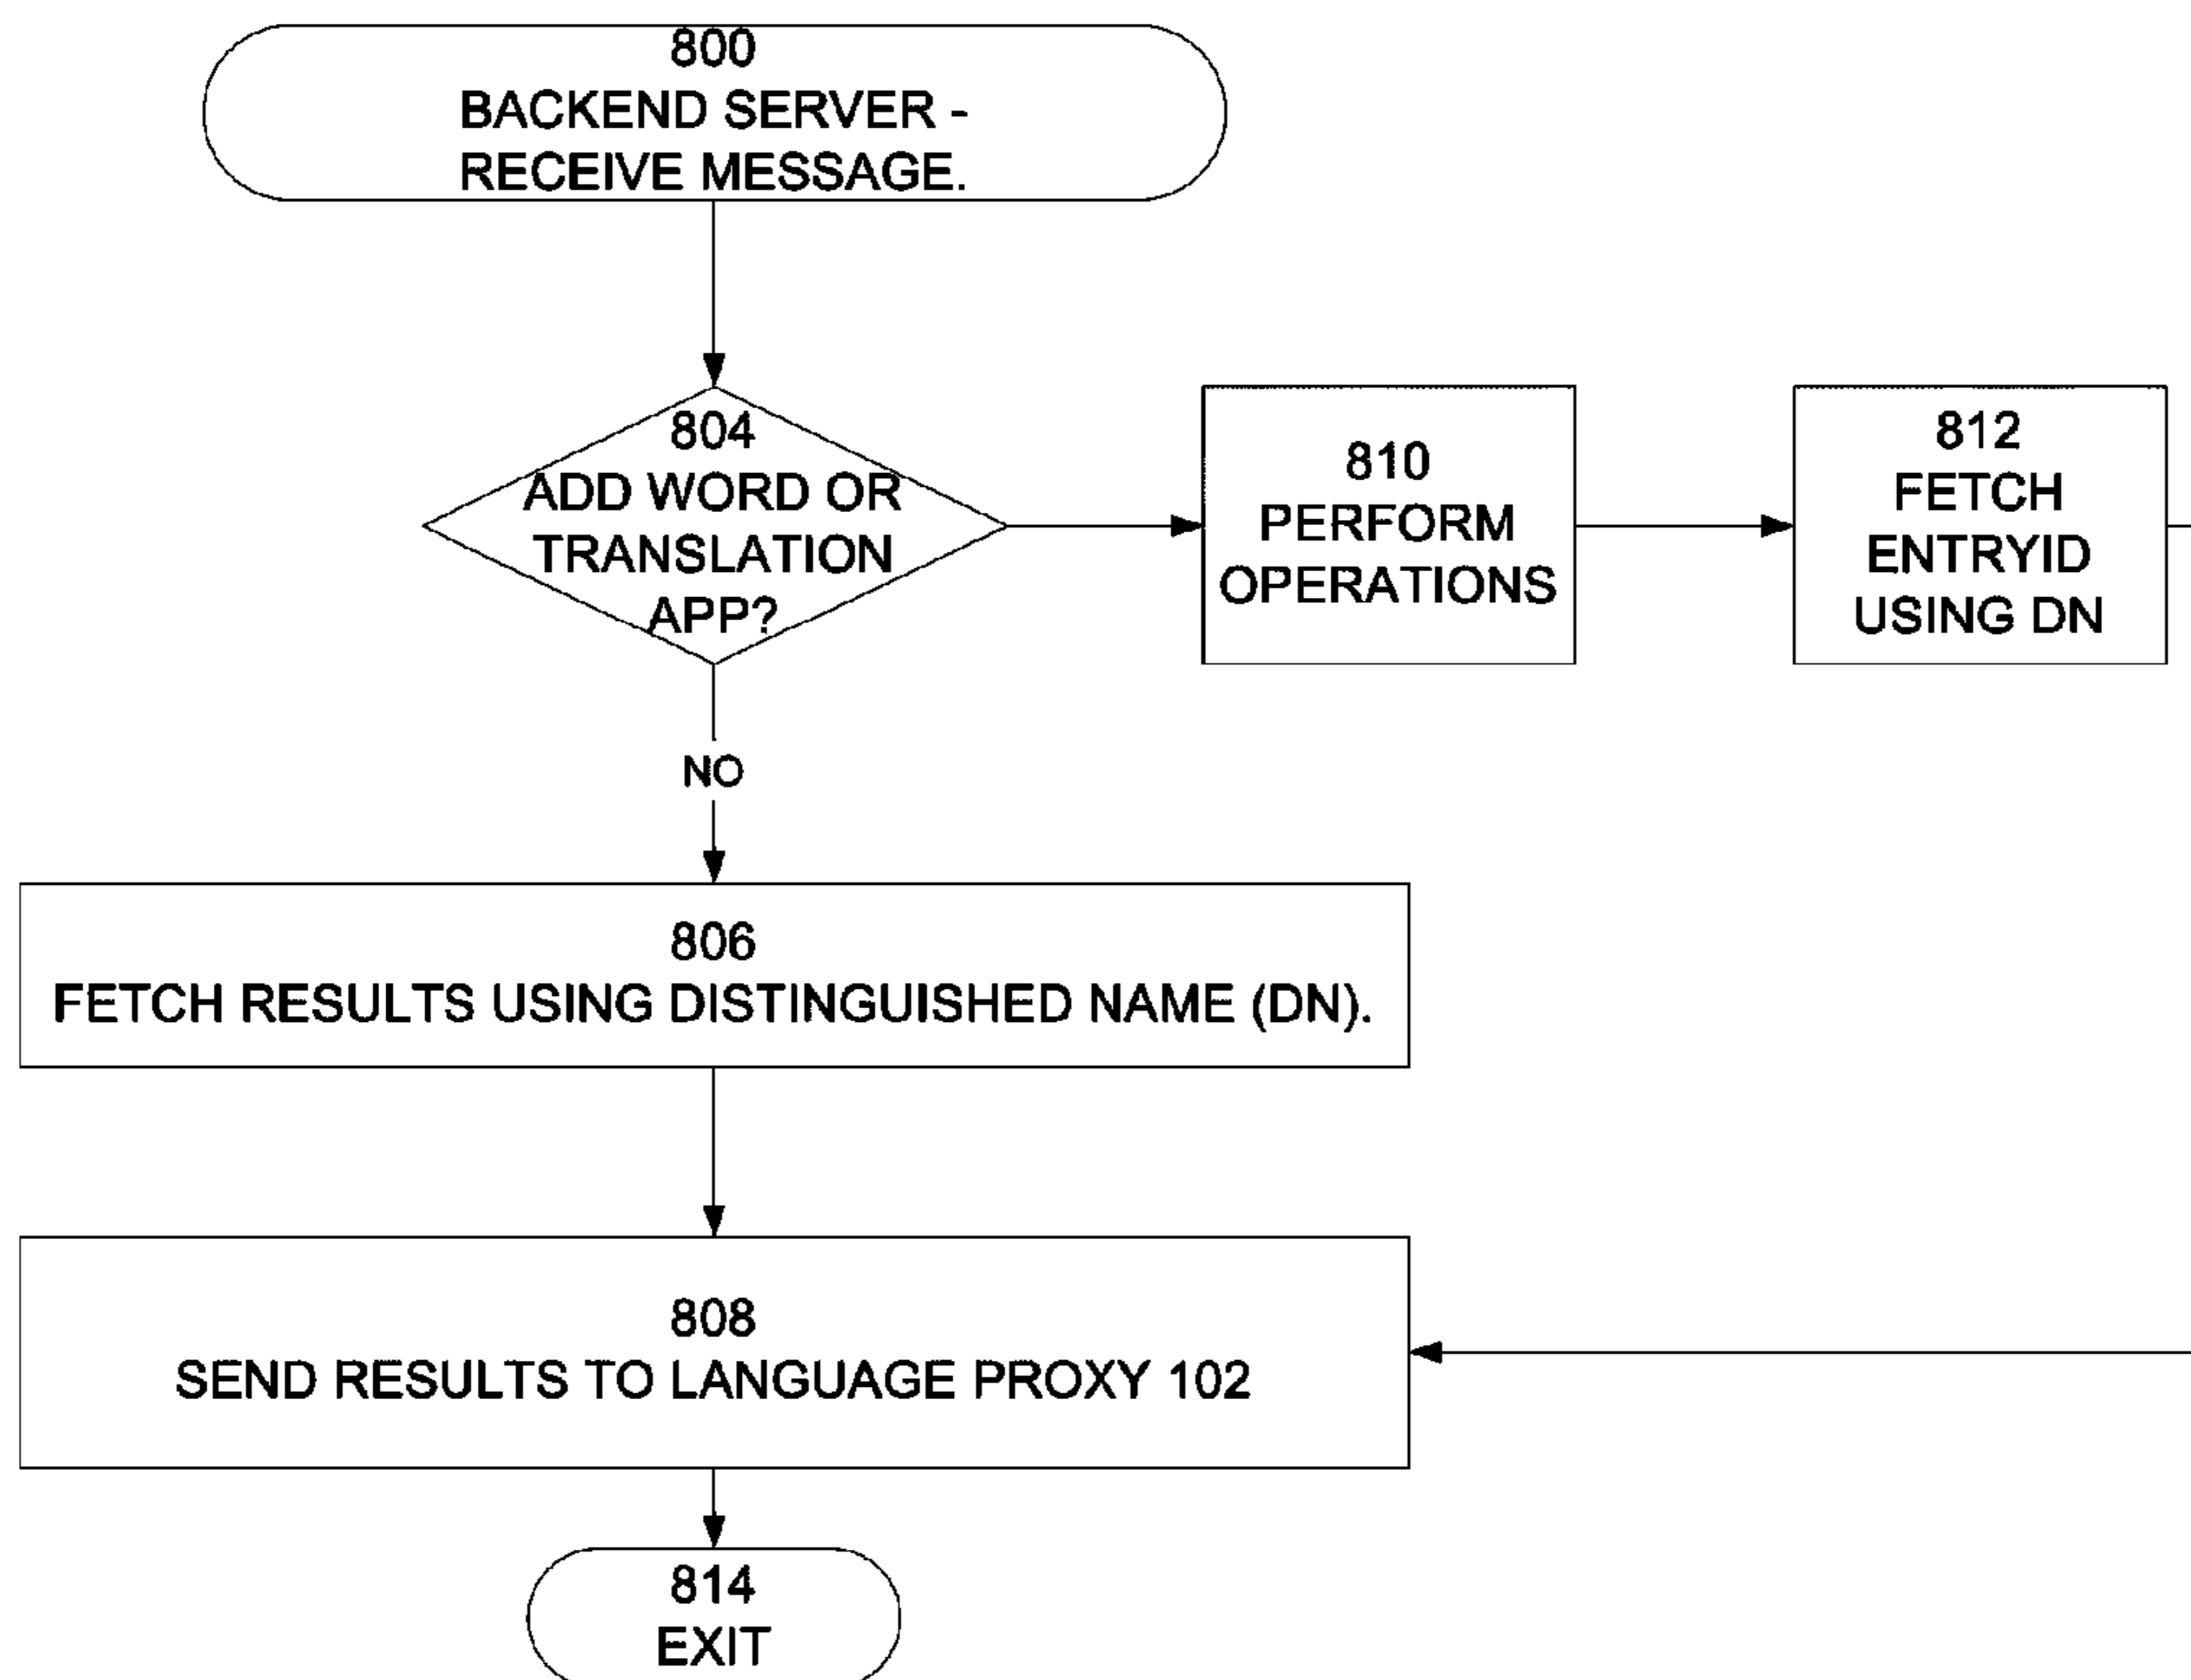 800
BACKEND SERVER -
RECEIVE MESSAGE.
804
ADD WORD OR
TRANSLATION
APP?
810
PERFORM
OPERATIONS
812
FETCH
ENTRYID
USING DN
NO
806
FETCH RESULTS USING DISTINGUISHED NAME (DN).
808
SEND RESULTS TO LANGUAGE PROXY 102
814
EXIT